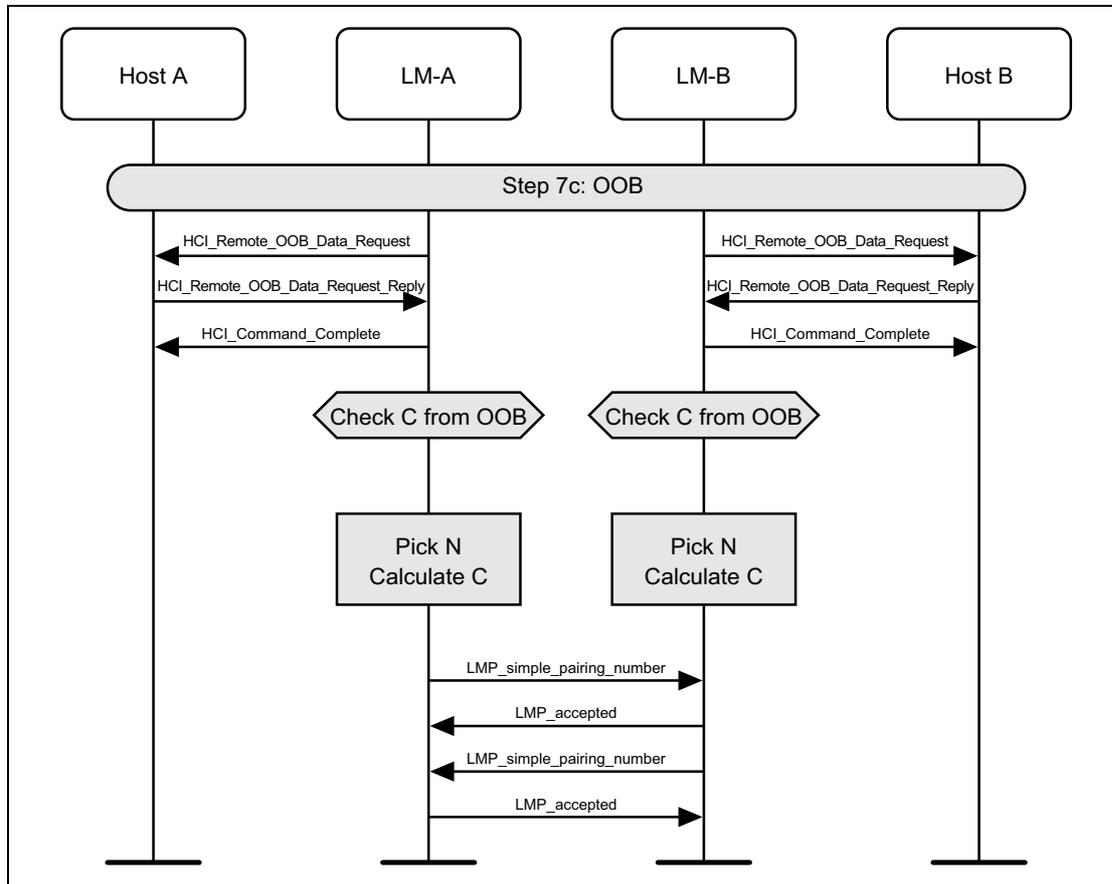 Host A
LM-A
LM-B
Host B
Step 7c: OOB
HCI_Remote_OOB_Data_Request
HCI_Remote_OOB_Data_Request
HCI_Remote_OOB_Data_Request_Reply
HCI_Remote_OOB_Data_Request_Reply
HCI_Command_Complete
HCI_Command_Complete
Check C from OOB
Check C from OOB
Pick N
Calculate C
Pick N
Calculate C
LMP_simple_pairing_number
LMP_accepted
LMP_simple_pairing_number
LMP_accepted